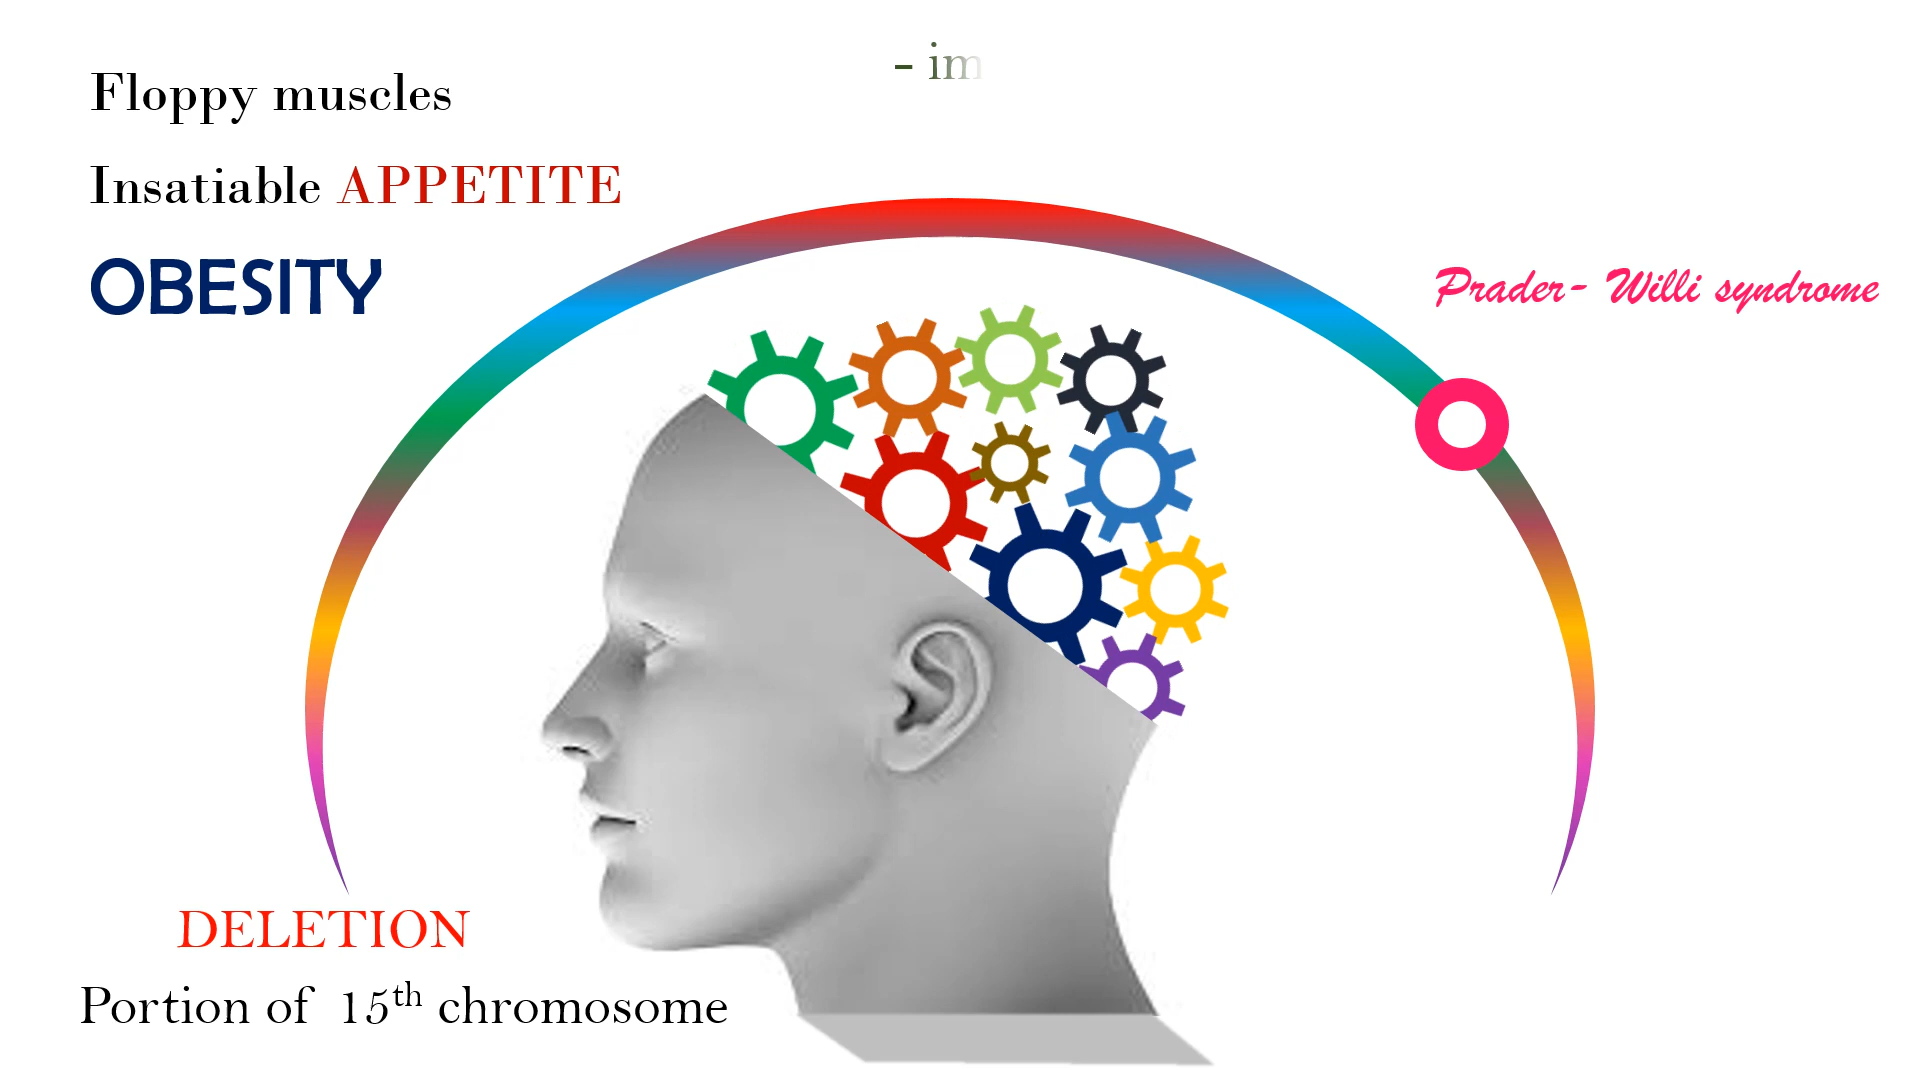 - im
Floppy muscles
Insatiable APPETITE
OBESITY
Prader- Willi syndrome
DELETION
Portion of 15th chromosome